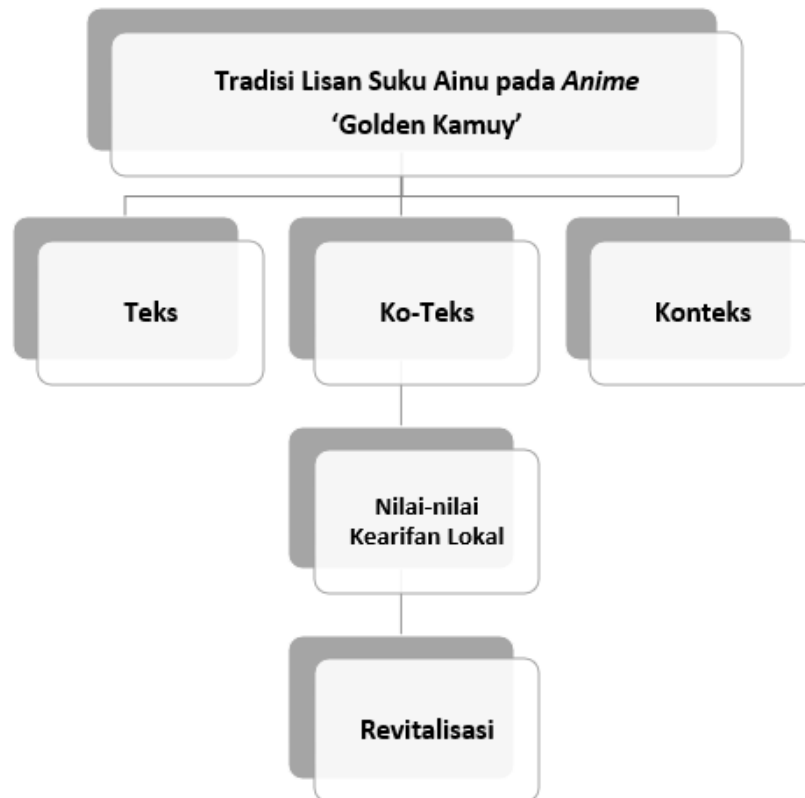 Tradisi Lisan Suku Ainu pada Anime
‘Golden Kamuy’
Teks
Ko-Teks
Konteks
Nilai-nilai
Kearifan Lokal
Revitalisasi